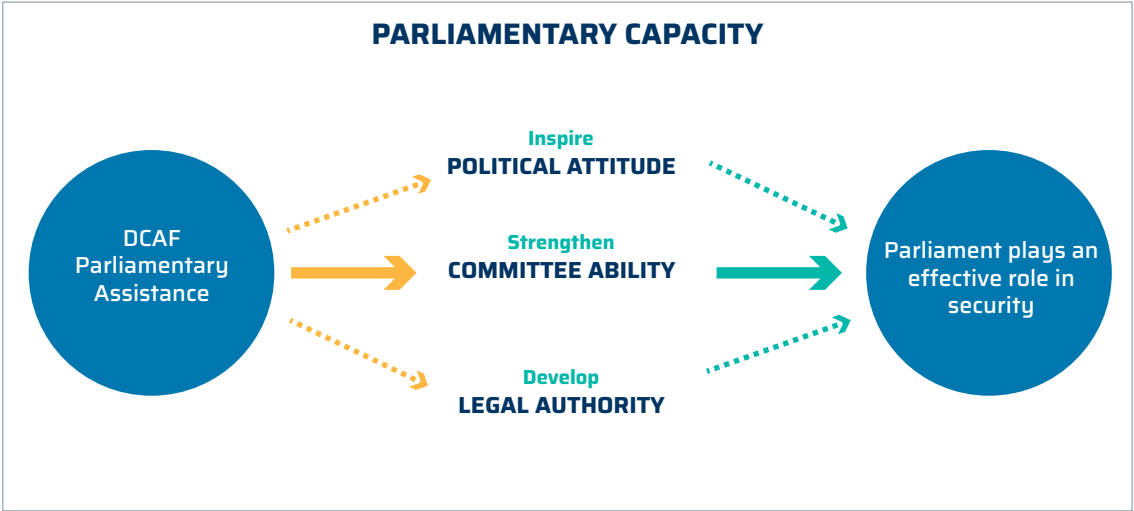 PARLIAMENTARY CAPACITY
DCAF
Parliamentary
Assistance
Inspire
POLITICAL ATTITUDE
Strengthen
COMMITTEE ABILITY
Develop
LEGAL AUTHORITY
Parliament plays an
effective role in
security